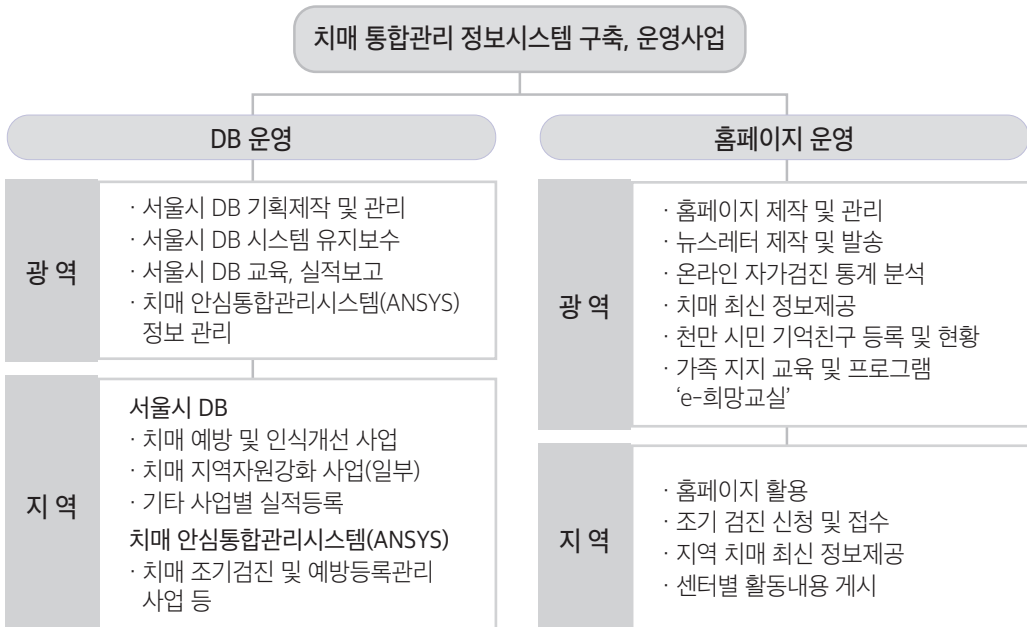 치매 통합관리 정보시스템 구축, 운영사업
DB 운영
광 역
· 서울시 DB 기획제작 및 관리
· 서울시 DB 시스템 유지보수
· 서울시 DB 교육, 실적보고
· 치매 안심통합관리시스템(ANSYS)
정보 관리
지 역
서울시 DB
· 치매 예방 및 인식개선 사업
· 치매 지역자원강화 사업(일부)
· 기타 사업별 실적등록
치매 안심통합관리시스템(ANSYS)
· 치매 조기검진 및 예방등록관리
사업 등
홈페이지 운영
광 역
· 홈페이지 제작 및 관리
· 뉴스레터 제작 및 발송
· 온라인 자가검진 통계 분석
· 치매 최신 정보제공
· 천만 시민 기억친구 등록 및 현황
· 가족 지지 교육 및 프로그램
‘e-희망교실’
지 역
· 홈페이지 활용
· 조기 검진 신청 및 접수
· 지역 치매 최신 정보제공
· 센터별 활동내용 게시